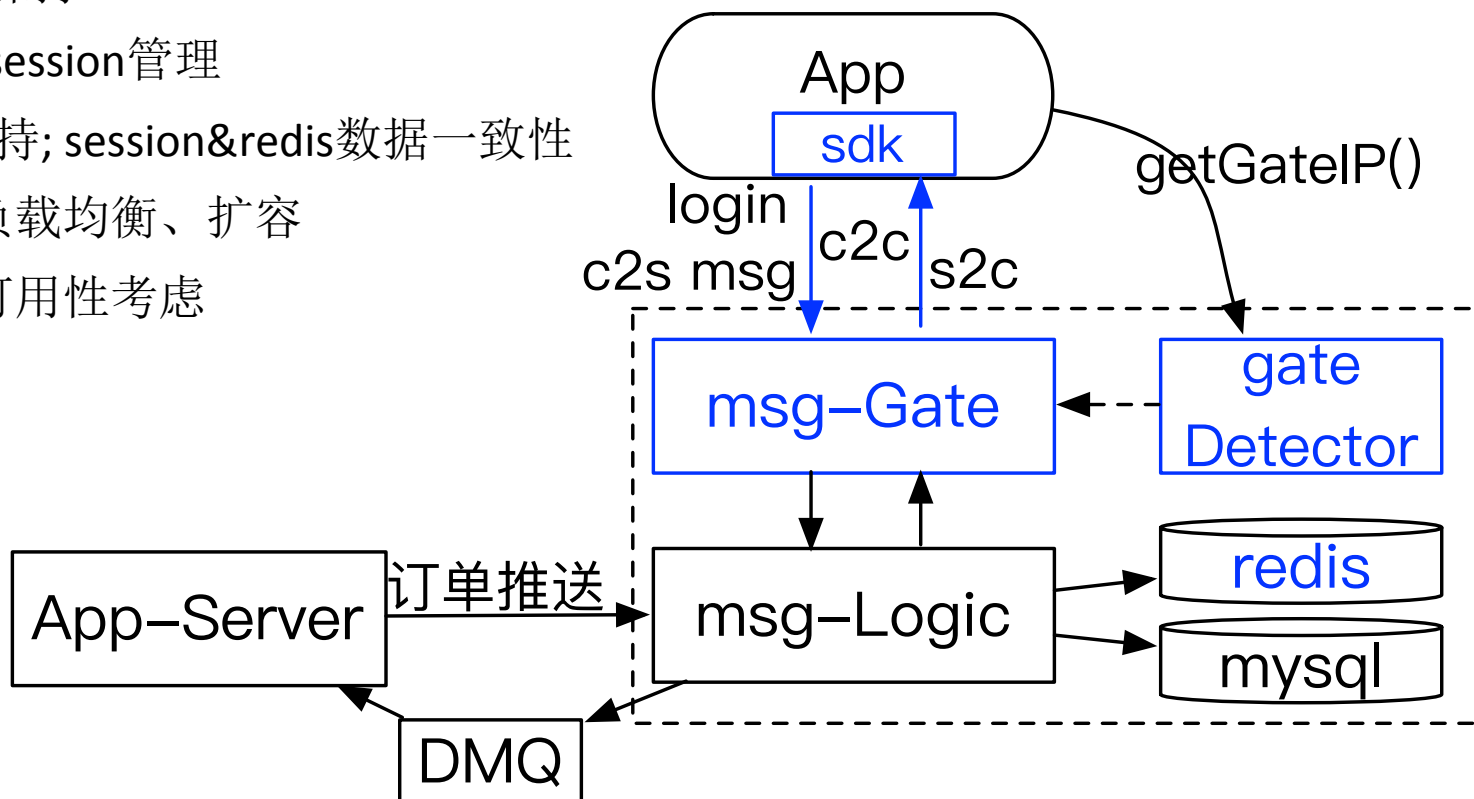 session管理
持; session&redis数据一致性
负载均衡、扩容
可用性考虑
App
sdk
getGateIP()
login
c2c
c2s msg
s2c
msg–Gate
gate
Detector
App–Server
订单推送
msg–Logic
redis
mysql
DMQ